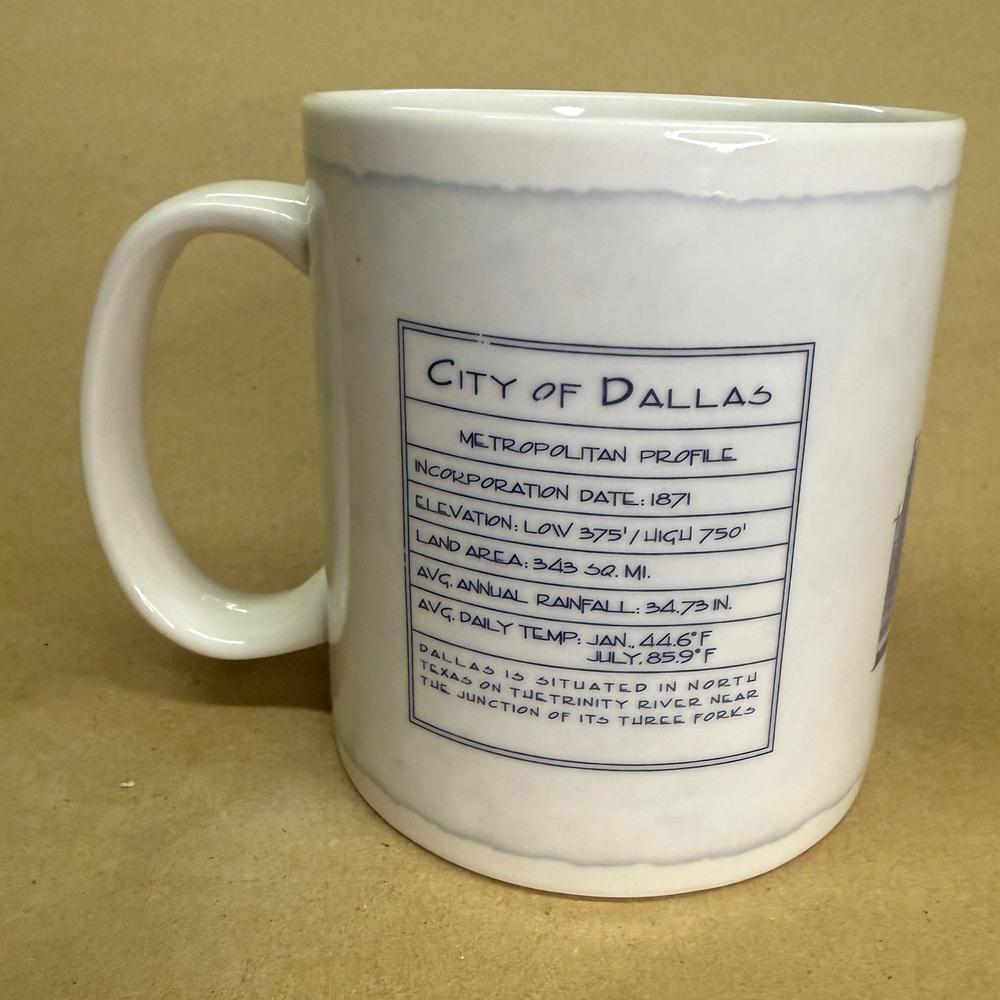 CITY OF DALLAS
METROPOLITAN PROFILE
INCORPORATION DATE: 1871
ELEVATION: LOW 375' / HIGH 750'
LAND AREA: 343 SQ. MI.
AVG. ANNUAL RAINFALL: 34.73 IN.
AVG. DAILY TEMP: JAN., 44.6°F
JULY, 85.9°F
DALLAS IS SITUATED IN NORTH
TEXAS ON THETRINITY RIVER NEAR
THE JUNCTION OF ITS THREE FORKS